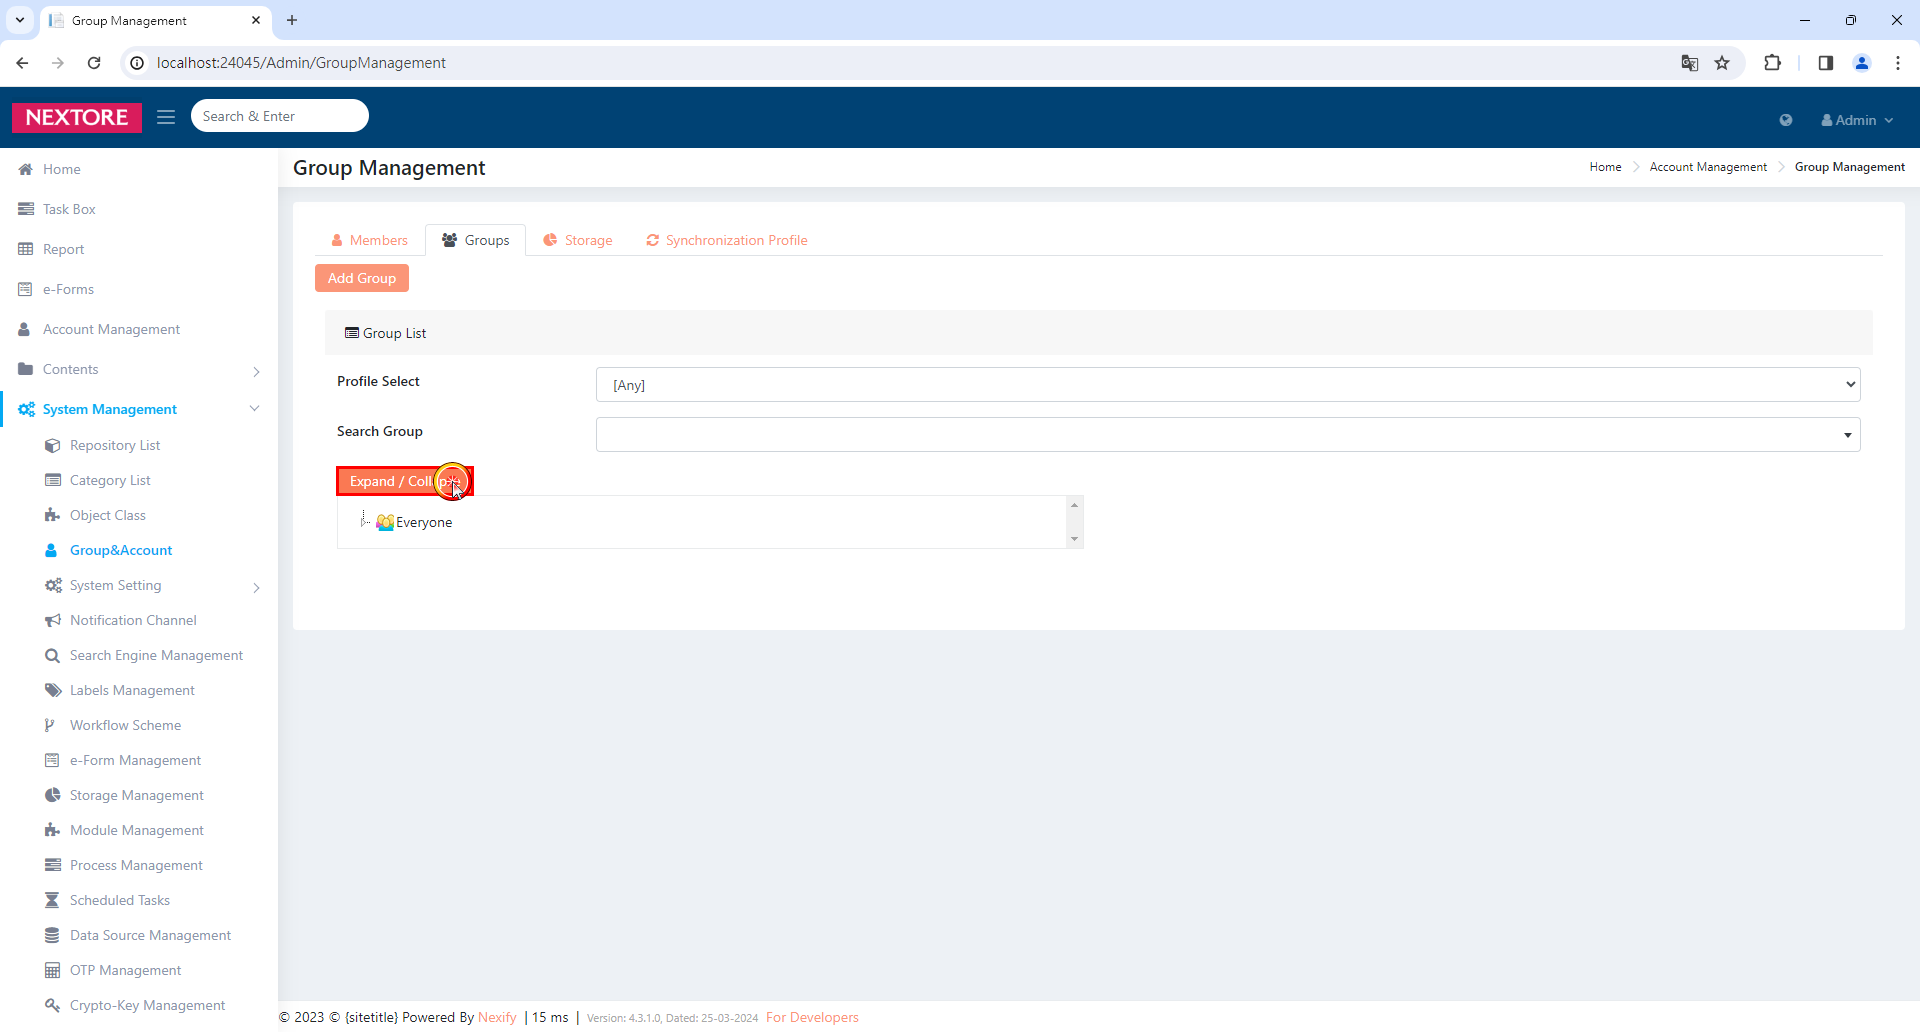 Group Management
localhost:24045/Admin/GroupManagement
NEXTORE
Search & Enter
Admin
Home
Task Box
Report
e-Forms
Account Management
Contents
System Management
Repository List
Category List
Object Class
Group&Account
System Setting
Notification Channel
Search Engine Management
Labels Management
Workflow Scheme
e-Form Management
Storage Management
Module Management
Process Management
Scheduled Tasks
Data Source Management
OTP Management
Crypto-Key Management
Group Management
Home Account Management Group Management
Members Groups Storage Synchronization Profile
Add Group
Group List
Profile Select [Any]
Search Group
Expand /
Everyone
© 2023 © {sitetitle} Powered By Nexify | 15 ms | Version: 4.3.1.0, Dated: 25-03-2024 For Developers